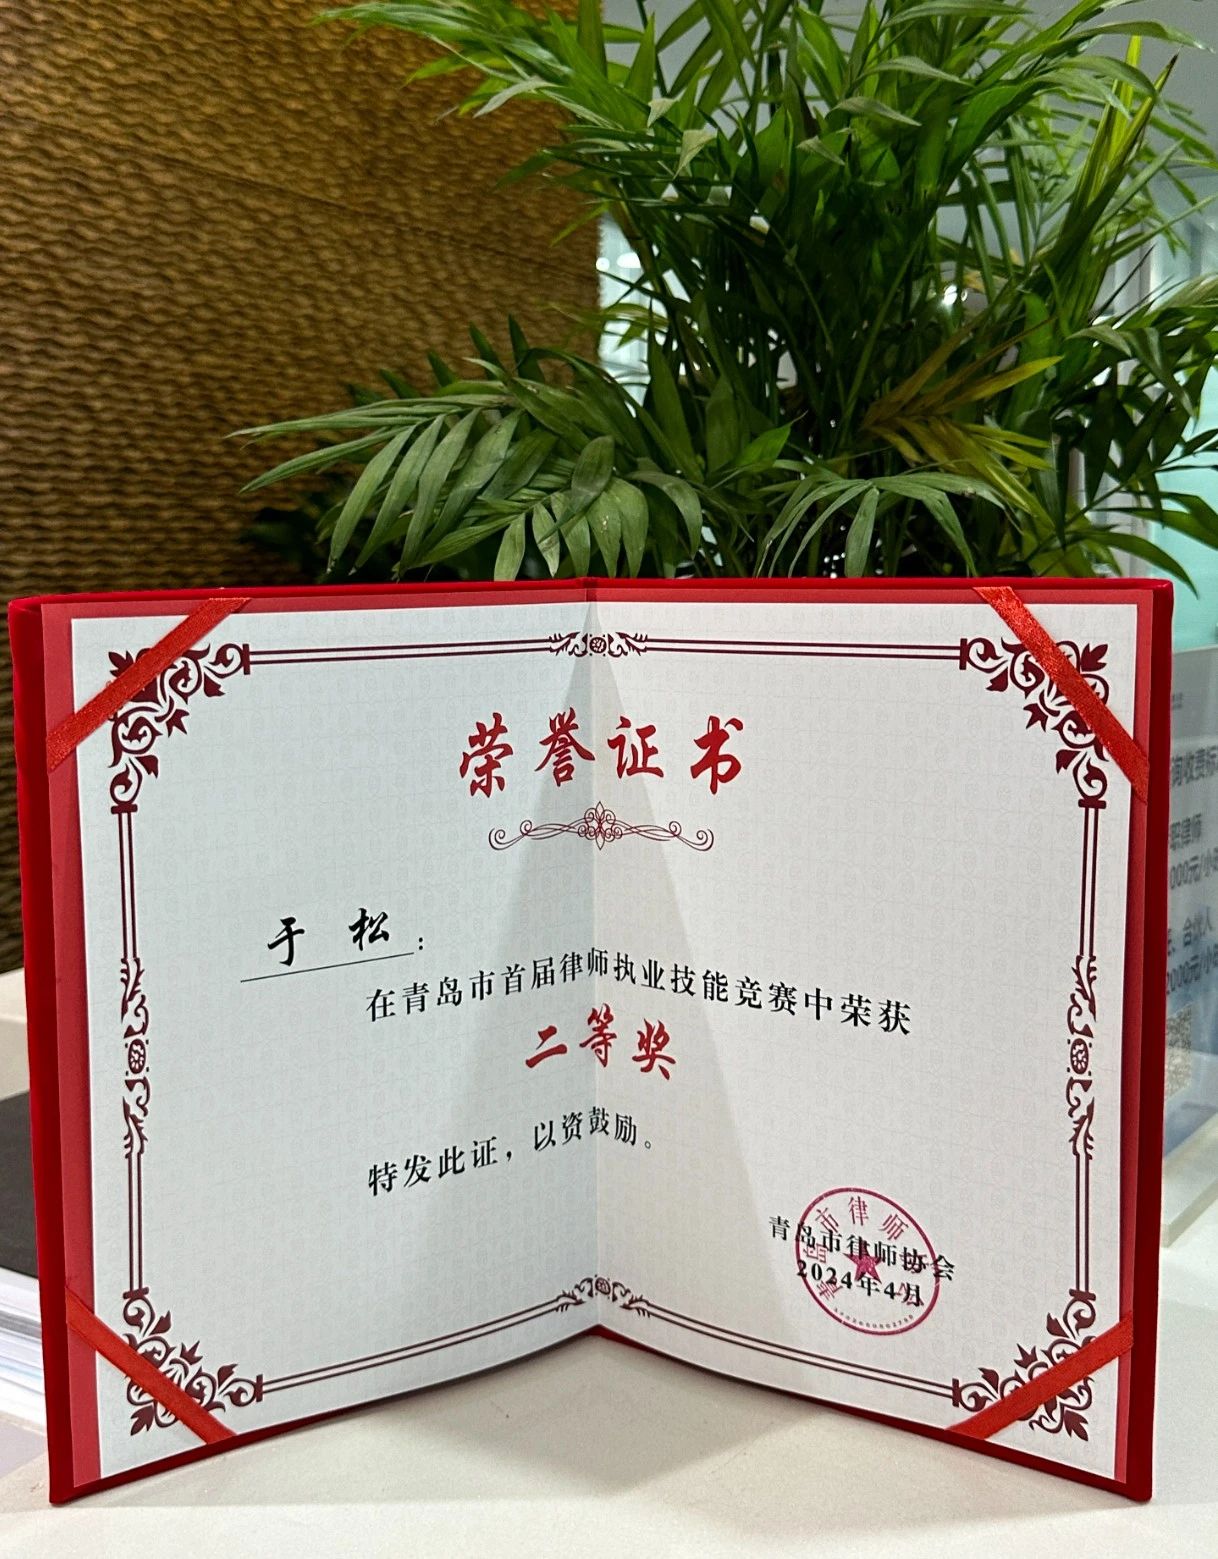 荣誉证书
于 松：
在青岛市首届律师执业技能竞赛中荣获
二等奖
特发此证，以资鼓励。
青岛市律师协会
2024年4月